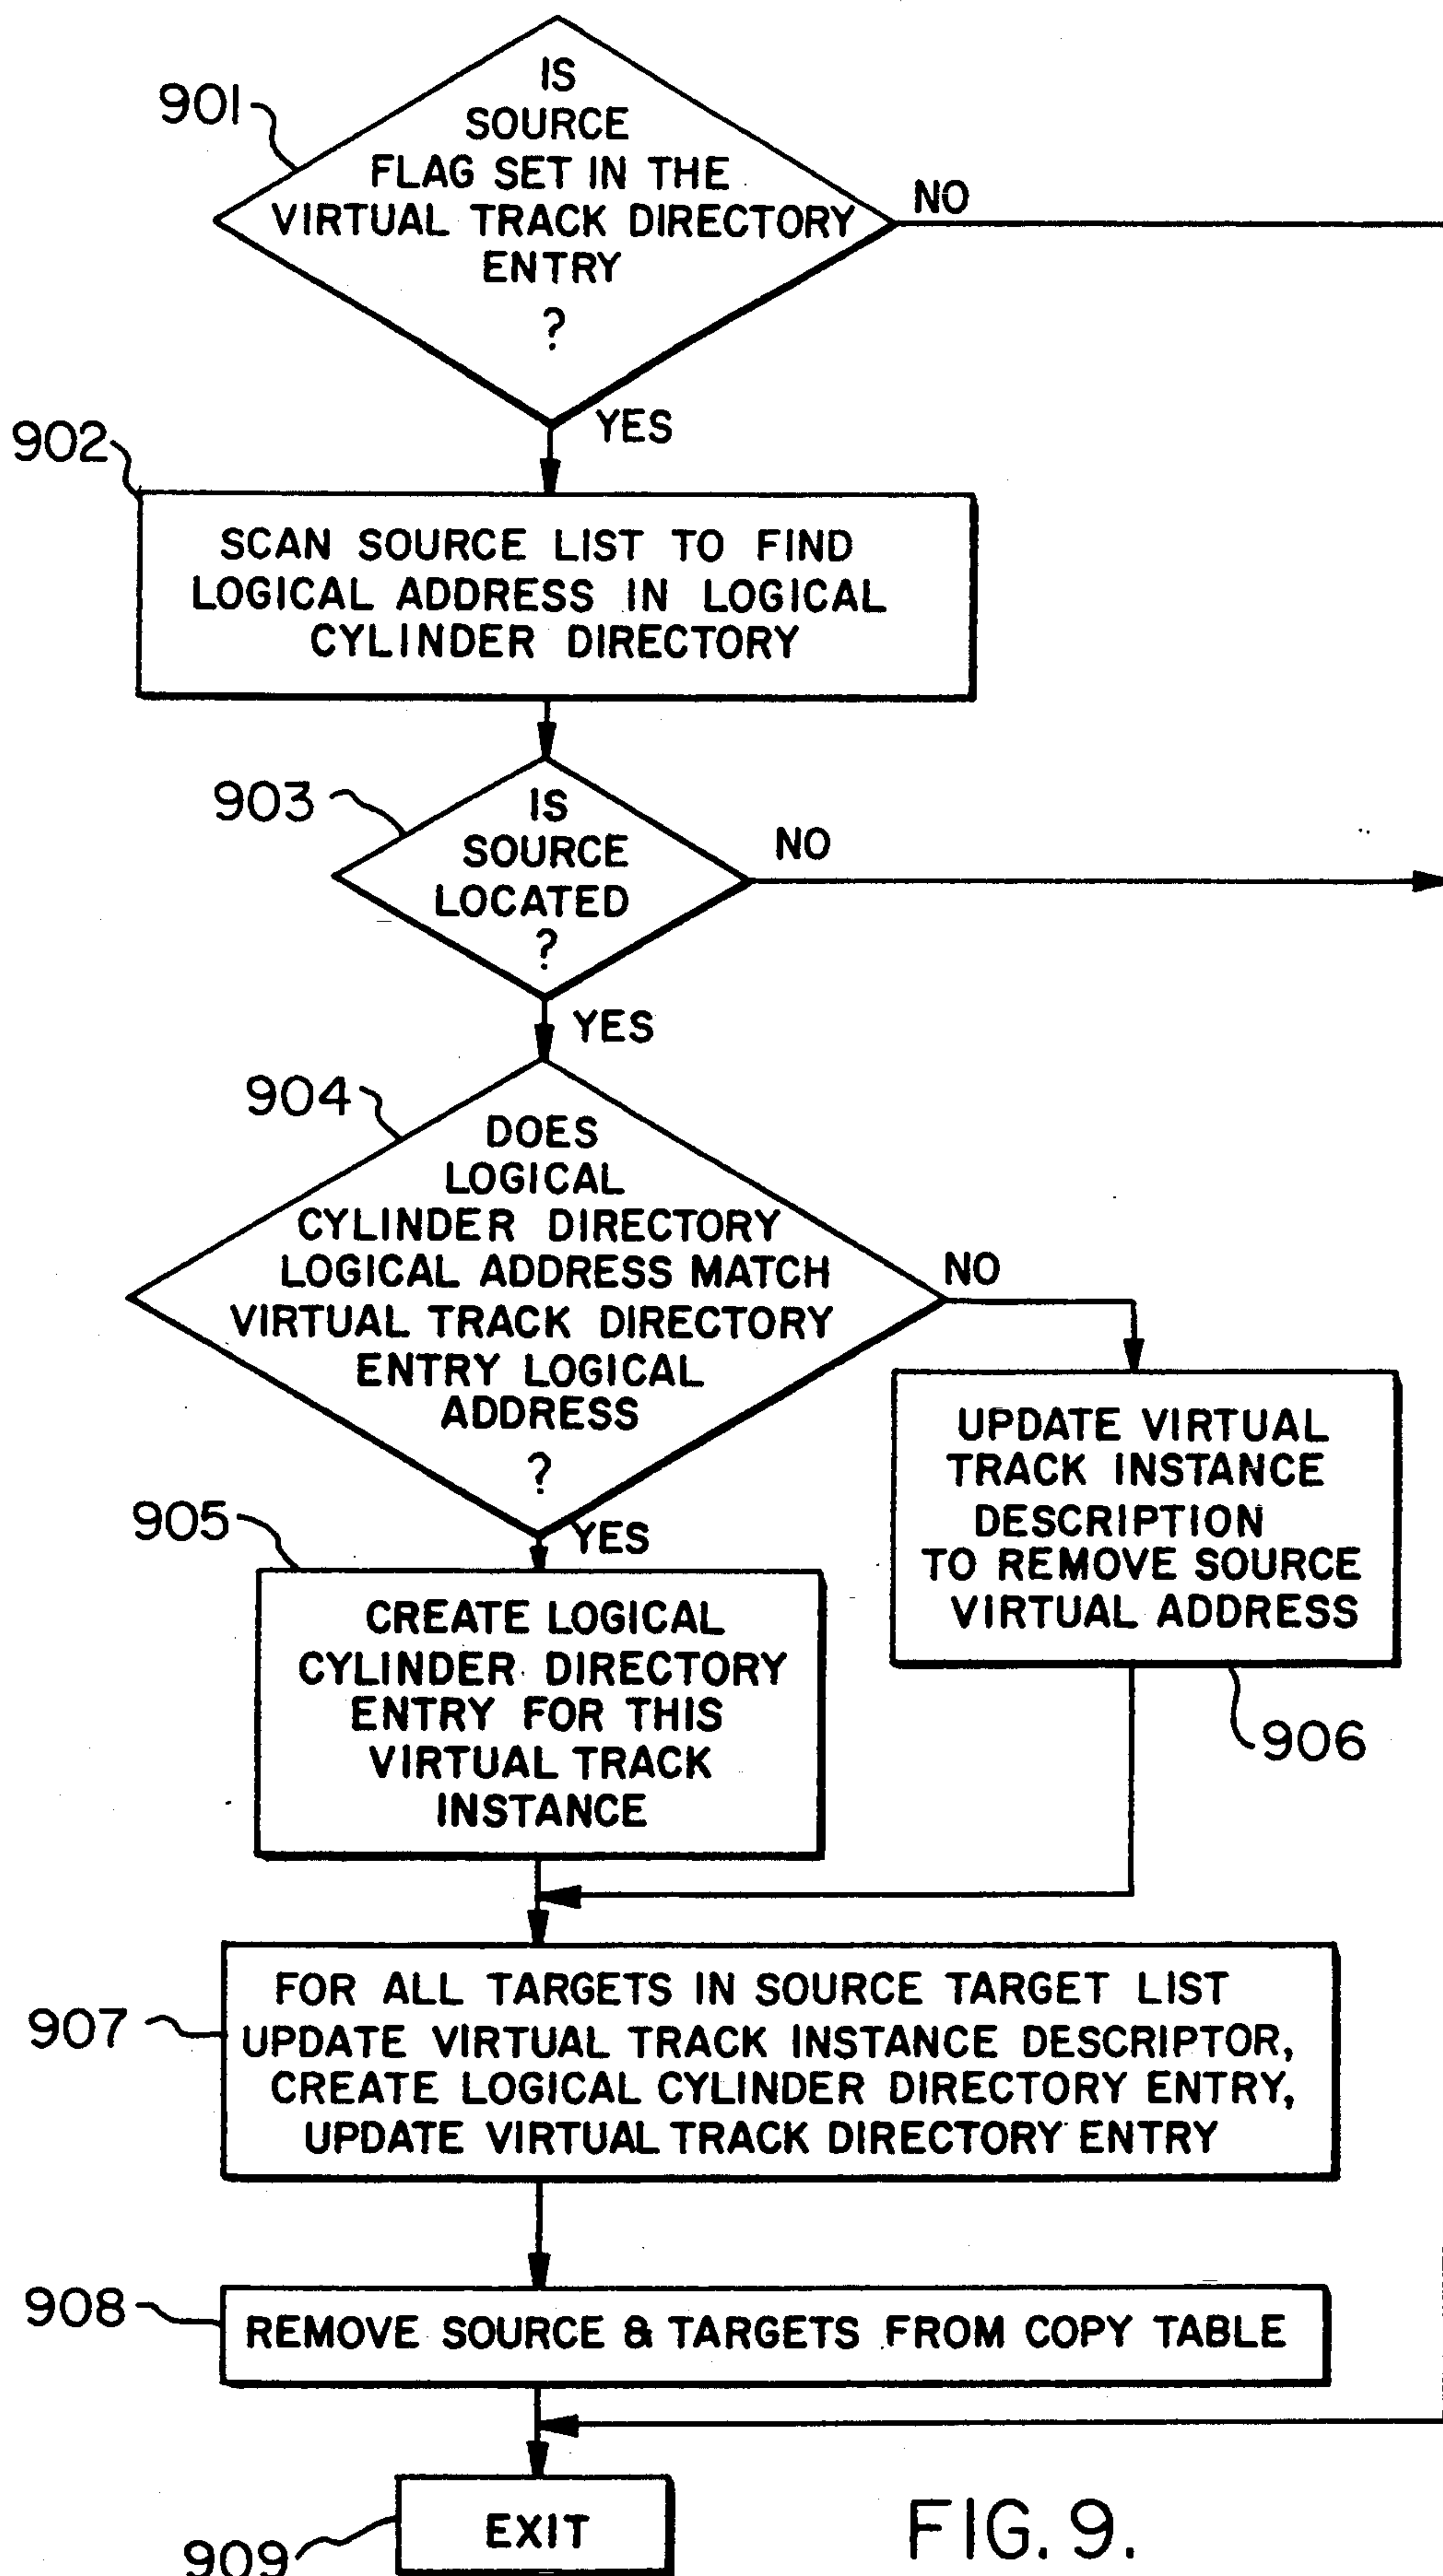 901
IS
SOURCE
FLAG SET IN THE
VIRTUAL TRACK DIRECTORY
ENTRY
?
NO
YES
902
SCAN SOURCE LIST TO FIND
LOGICAL ADDRESS IN LOGICAL
CYLINDER DIRECTORY
903
IS
SOURCE
LOCATED
?
NO
YES
904
DOES
LOGICAL
CYLINDER DIRECTORY
LOGICAL ADDRESS MATCH
VIRTUAL TRACK DIRECTORY
ENTRY LOGICAL
ADDRESS
?
NO
YES
UPDATE VIRTUAL
TRACK INSTANCE
DESCRIPTION
TO REMOVE SOURCE
VIRTUAL ADDRESS
906
905
CREATE LOGICAL
CYLINDER DIRECTORY
ENTRY FOR THIS
VIRTUAL TRACK
INSTANCE
907
FOR ALL TARGETS IN SOURCE TARGET LIST
UPDATE VIRTUAL TRACK INSTANCE DESCRIPTOR,
CREATE LOGICAL CYLINDER DIRECTORY ENTRY,
UPDATE VIRTUAL TRACK DIRECTORY ENTRY
908
REMOVE SOURCE & TARGETS FROM COPY TABLE
909
EXIT
FIG. 9.